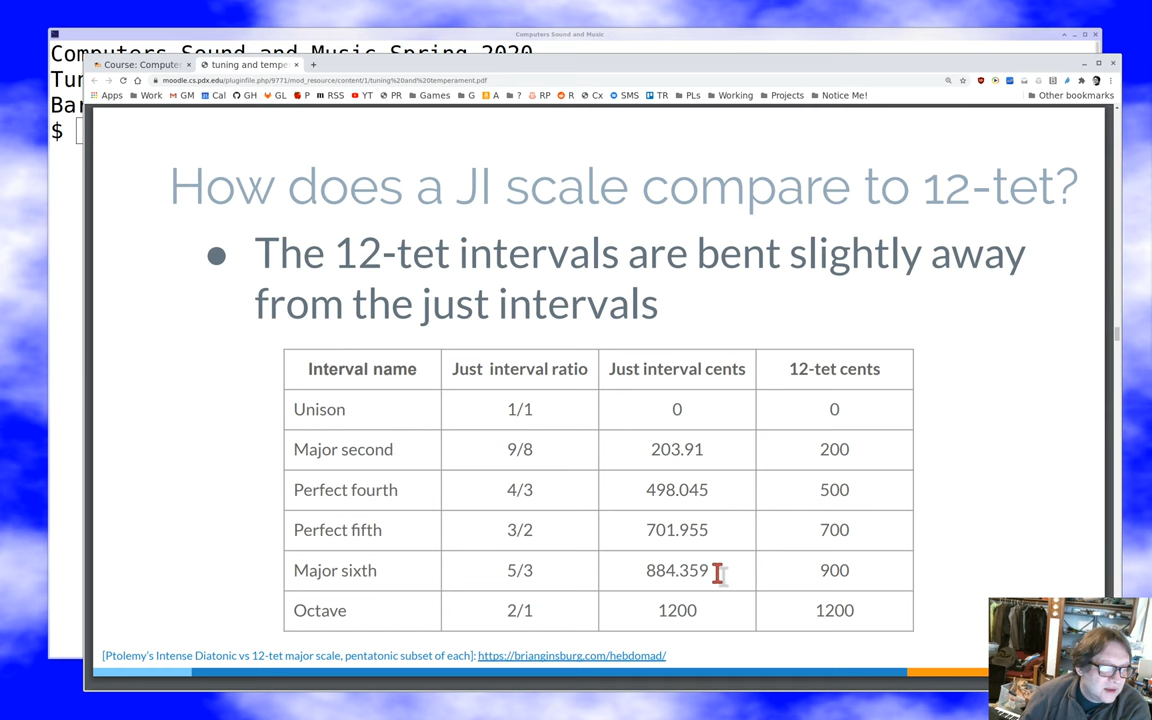 Computers Sound and Music
Computers Sound and Music Spring 2020
Course: Compute
tuning and tempe
Tu
moodle.cs.pdx.edu/pluginfile.php/9771/mod_resource/content/1/tuning%20and%20temperament.pdf
Apps Work GM Cal GH GL P RSS YT PR Games G A ? RP R Cx SMS TR PLs Working Projects Notice Me! Other bookmarks
Ba
$
How does a JI scale compare to 12-tet?
● The 12-tet intervals are bent slightly away
from the just intervals
Interval name Just interval ratio Just interval cents 12-tet cents
Unison 1/1 0 0
Major second 9/8 203.91 200
Perfect fourth 4/3 498.045 500
Perfect fifth 3/2 701.955 700
Major sixth 5/3 884.359 900
Octave 2/1 1200 1200
[Ptolemy's Intense Diatonic vs 12-tet major scale, pentatonic subset of each]: https://brianginsburg.com/hebdomad/